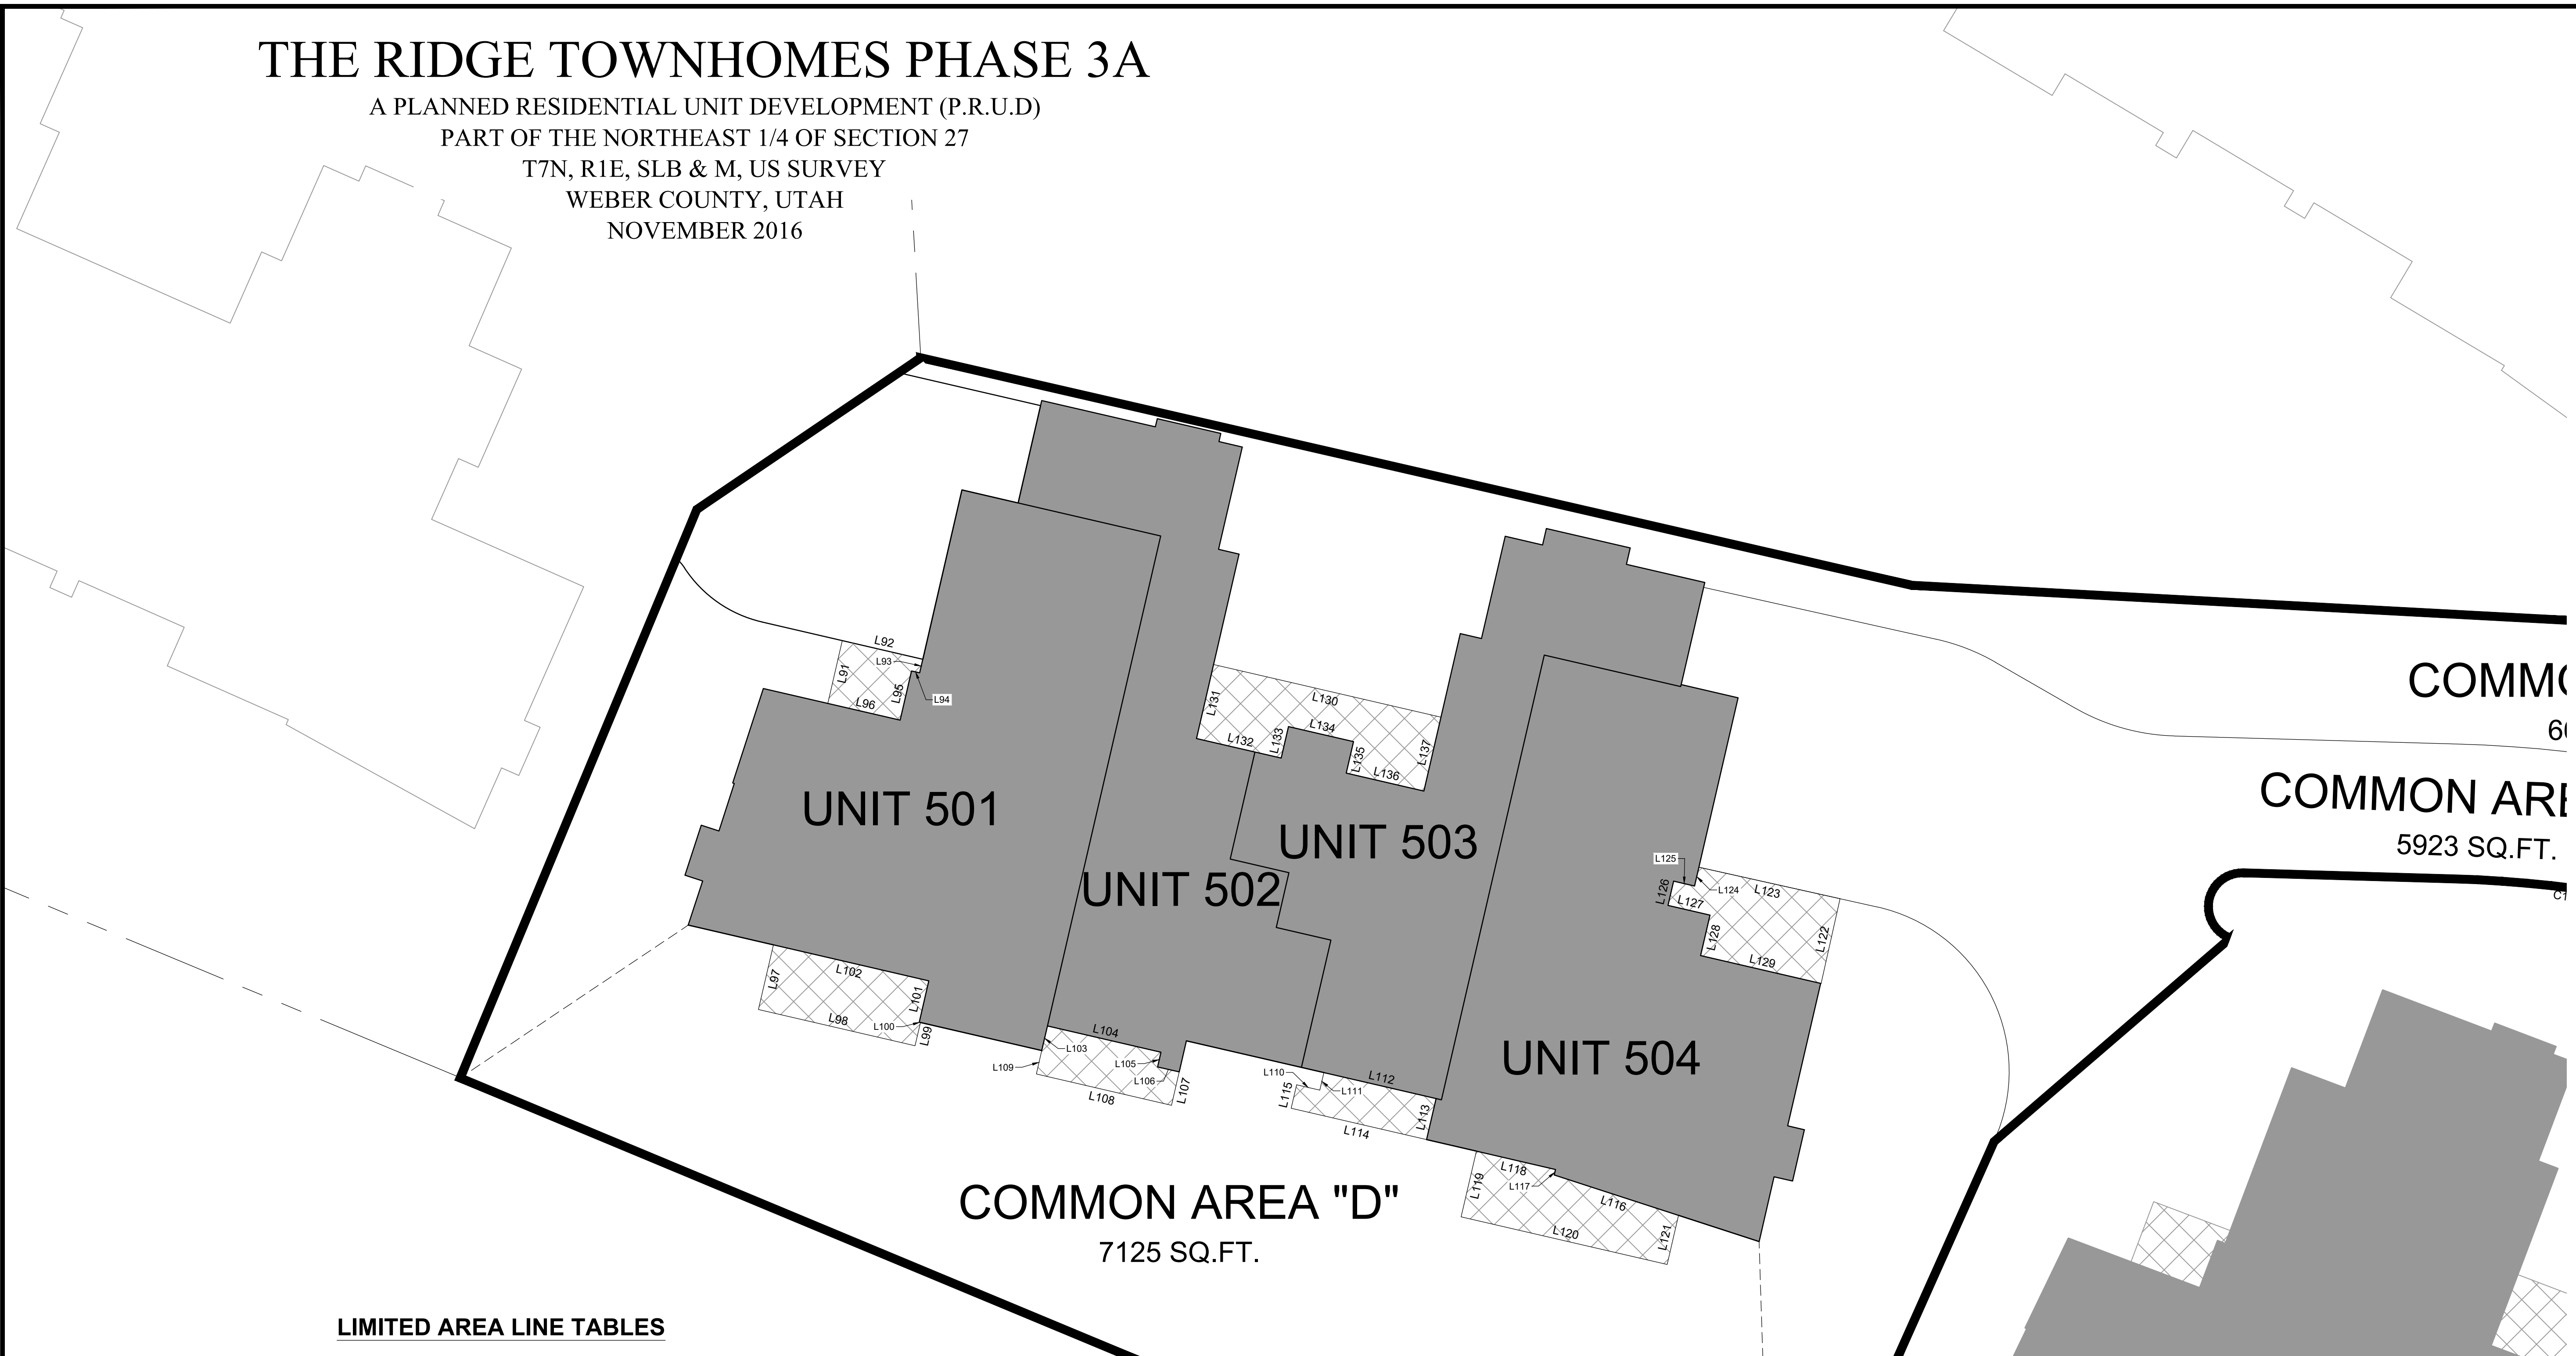 THE RIDGE TOWNHOMES PHASE 3A
A PLANNED RESIDENTIAL UNIT DEVELOPMENT (P.R.U.D)
PART OF THE NORTHEAST 1/4 OF SECTION 27
T7N, R1E, SLB & M, US SURVEY
WEBER COUNTY, UTAH
NOVEMBER 2016
L92
L93
L91
L95
L94
L96
L130
L131
L134
L132
L133
L135
L136
L137
UNIT 501
UNIT 503
UNIT 502
UNIT 504
L125
L124
L123
L126
L127
L128
L122
L129
L102
L97
L101
L98
L100
L99
L104
L103
L105
L109
L106
L107
L108
L110
L112
L111
L115
L113
L114
L118
L117
L119
L116
L120
L121
COMMON AREA "D"
7125 SQ.FT.
5923 SQ.FT.
LIMITED AREA LINE TABLES